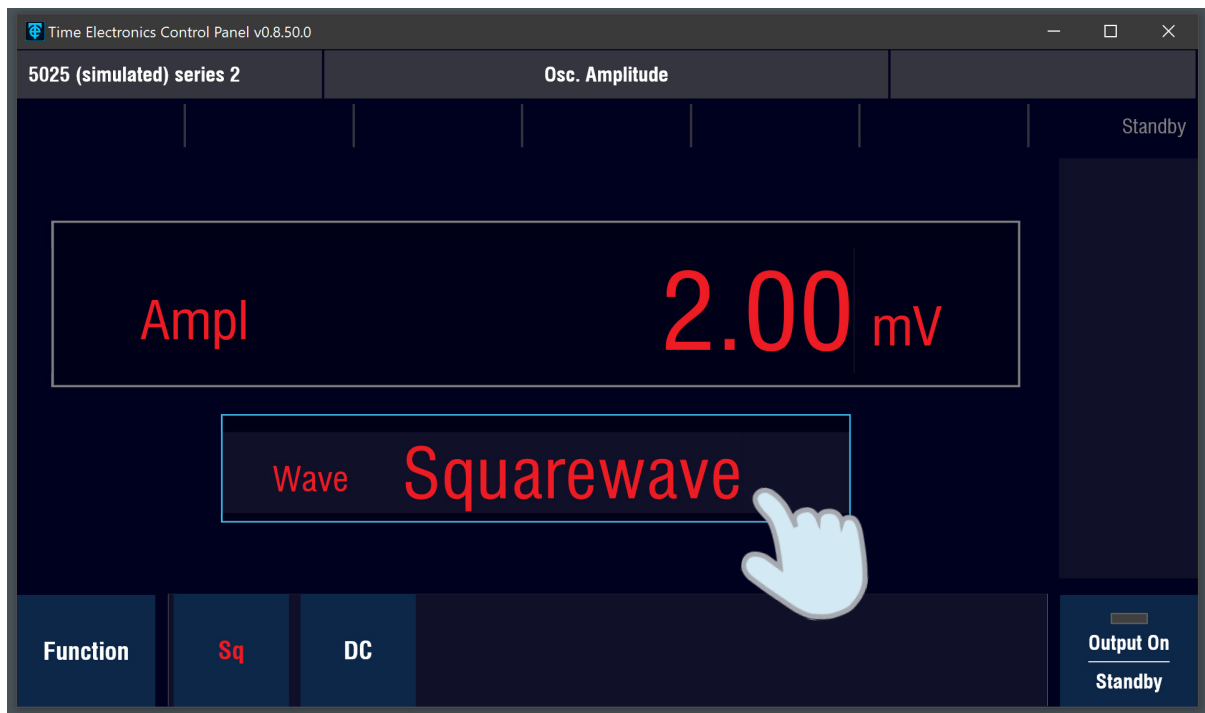 Time Electronics Control Panel v0.8.50.0
5025 (simulated) series 2
Osc. Amplitude
Standby
Ampl 2.00 mV
Wave Squarewave
Function
Sq
DC
Output On
Standby